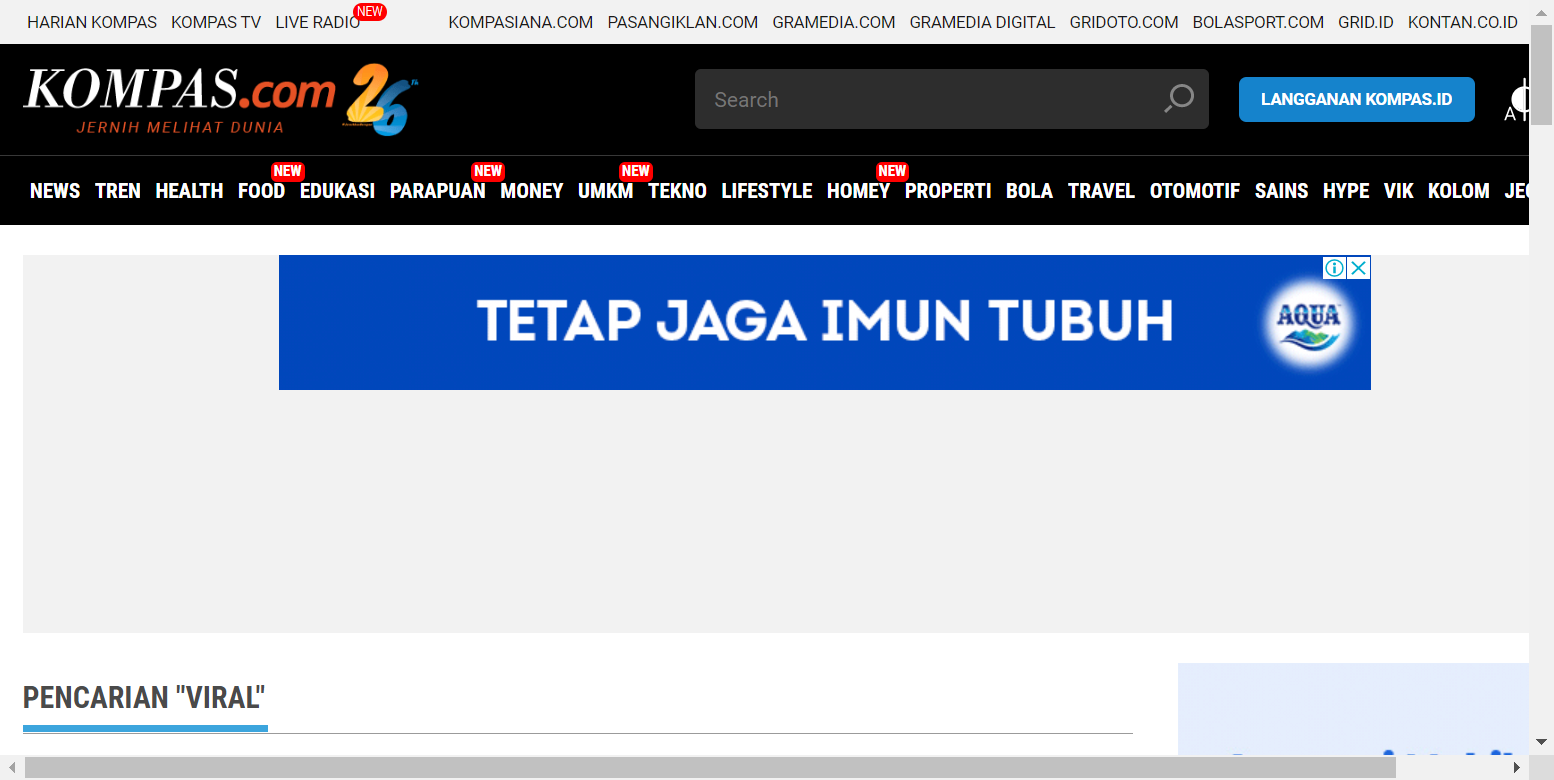 HARIAN KOMPAS KOMPAS TV LIVE RADIO NEW KOMPASIANA.COM PASANGIKLAN.COM GRAMEDIA.COM GRAMEDIA DIGITAL GRIDOTO.COM BOLASPORT.COM GRID.ID KONTAN.CO.ID
KOMPAS.com 26th
JERNIH MELIHAT DUNIA
Search
LANGGANAN KOMPAS.ID
A
NEW NEW NEW NEW
NEWS TREN HEALTH FOOD EDUKASI PARAPUAN MONEY UMKM TEKNO LIFESTYLE HOMEY PROPERTI BOLA TRAVEL OTOMOTIF SAINS HYPE VIK KOLOM
TETAP JAGA IMUN TUBUH
AQUA
PENCARIAN "VIRAL"